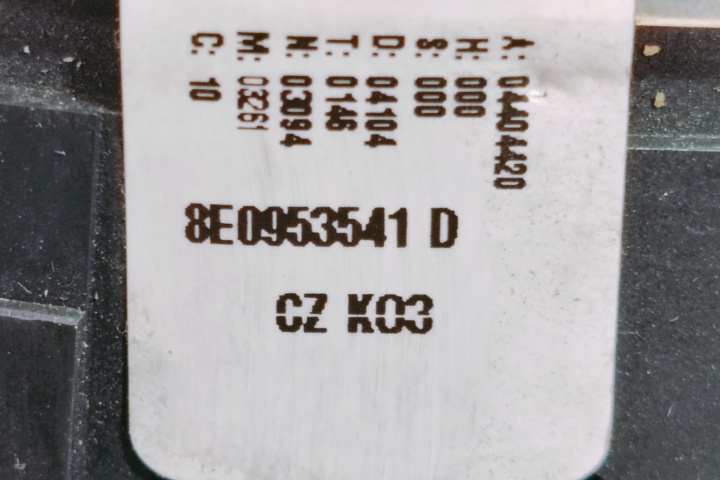 A: 04404420
H: 000
S: 000
D: 04104
T: 0146
N: 03094
M: 03261
C: 10
8E0953541 D
CZ K03